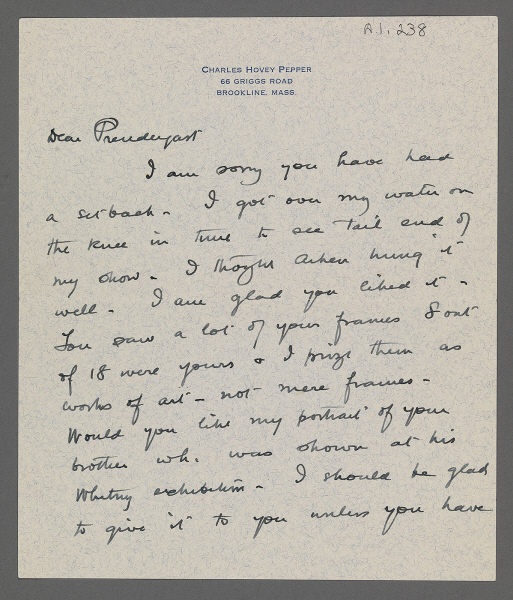 A.1.238
CHARLES HOVEY PEPPER
66 GRIGGS ROAD
BROOKLINE, MASS.
Dear Prendergast
I am sorry you have had
a setback - I got over my water on
the knee in time to see tail end of
my show - I thought Aiken hung it
well - I am glad you liked it -
You saw a lot of your frames 8 out
of 18 were yours & I prize them as
works of art - not mere frames -
Would you like my portrait of your
brother wh. was shown at his
Whitney exhibition - I should be glad
to give it to you unless you have